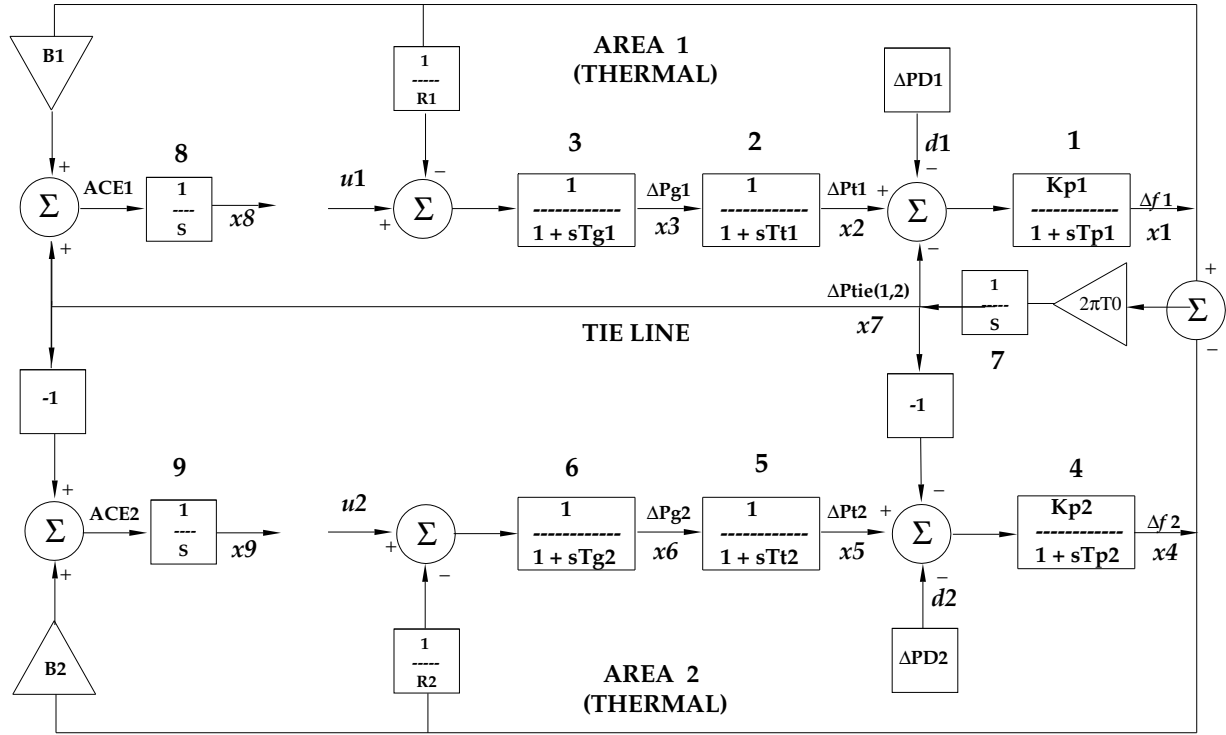 B1
1
-----
R1
AREA 1
(THERMAL)
ΔPD1
d1
8
3
2
1
+
ACE1
1
----
s
x8
u1
−
Σ
+
Σ
+
1
------------
1 + sTg1
ΔPg1
x3
1
------------
1 + sTt1
ΔPt1
x2
+
−
Σ
−
Kp1
------------
1 + sTp1
Δf 1
x1
ΔPtie(1,2)
x7
1
-----
s
7
2πT0
+
Σ
−
TIE LINE
-1
-1
9
6
5
4
+
Σ
+
ACE2
1
----
s
x9
u2
+
Σ
−
1
------------
1 + sTg2
ΔPg2
x6
1
------------
1 + sTt2
ΔPt2
x5
+
−
Σ
−
d2
Kp2
------------
1 + sTp2
Δf 2
x4
B2
1
-----
R2
AREA 2
(THERMAL)
ΔPD2